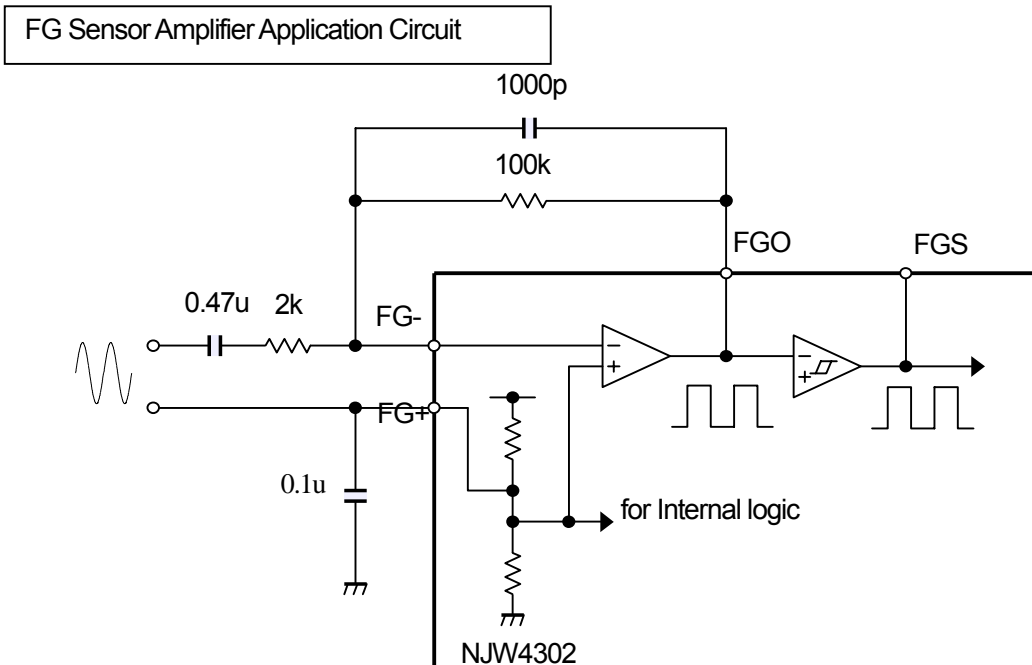 FG Sensor Amplifier Application Circuit
1000p
100k
FGO
FGS
0.47u
2k
FG-
−
+
−
+
FG+
0.1u
for Internal logic
NJW4302